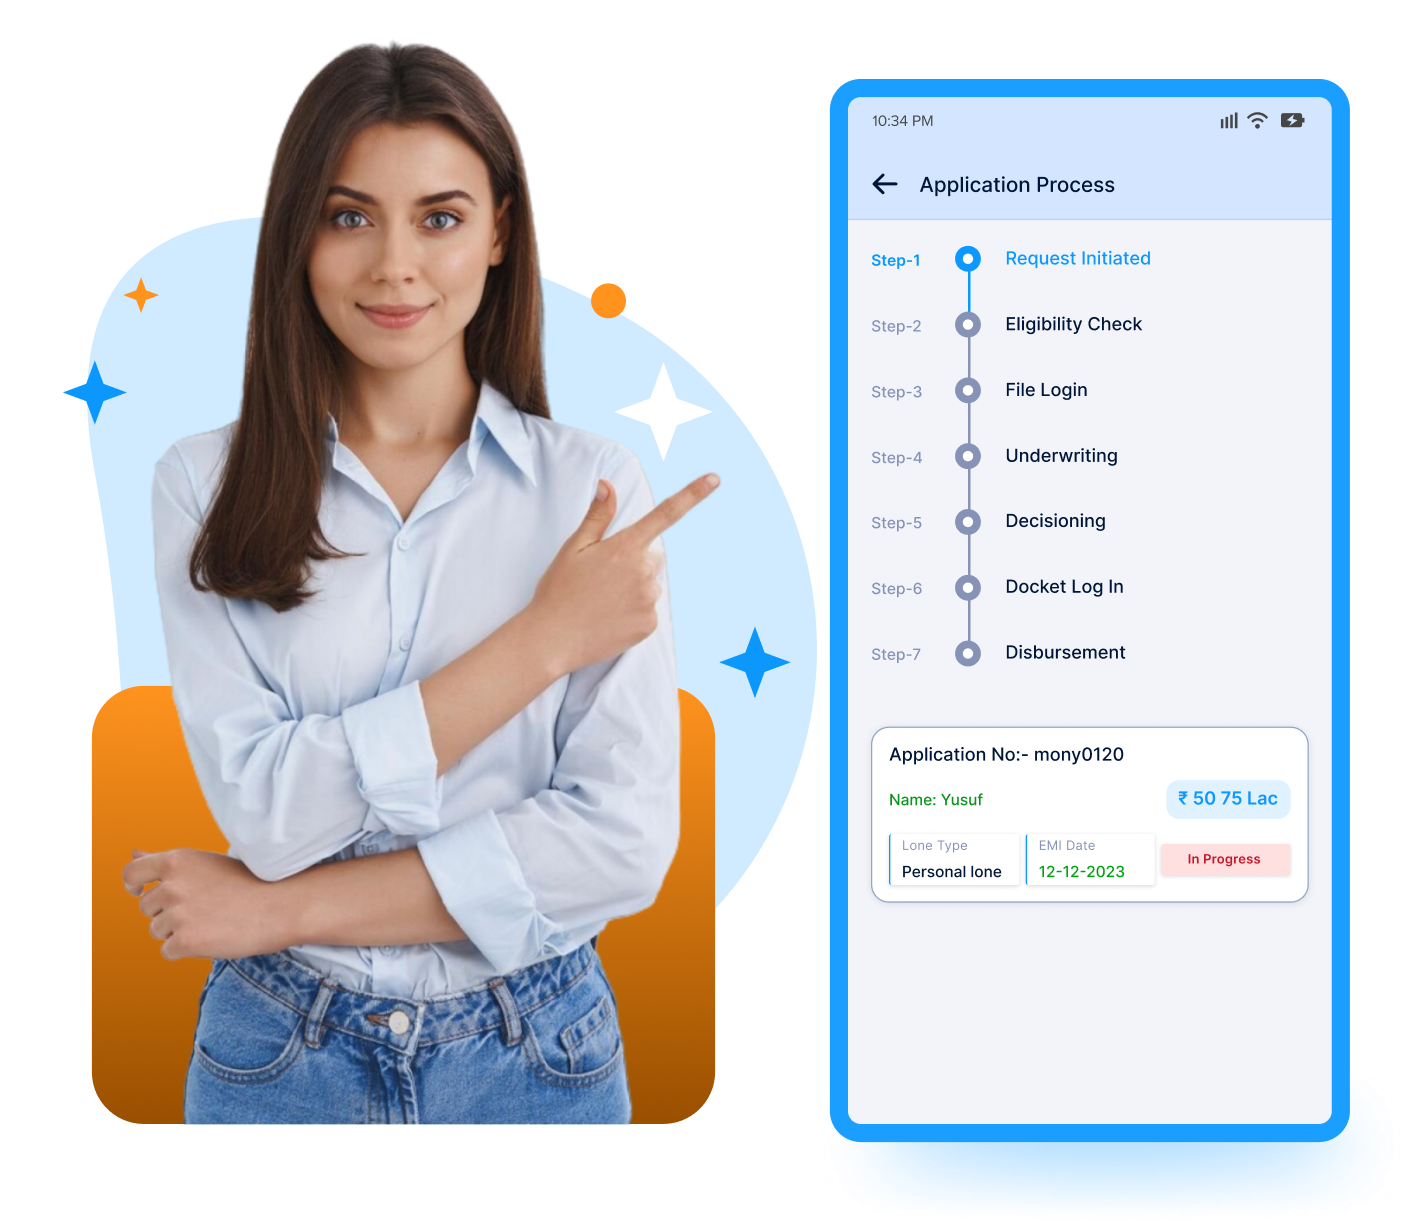 10:34 PM
Application Process
Step-1 Request Initiated
Step-2 Eligibility Check
Step-3 File Login
Step-4 Underwriting
Step-5 Decisioning
Step-6 Docket Log In
Step-7 Disbursement
Application No:- mony0120
Name: Yusuf ₹ 50 75 Lac
Lone Type EMI Date
Personal lone 12-12-2023 In Progress